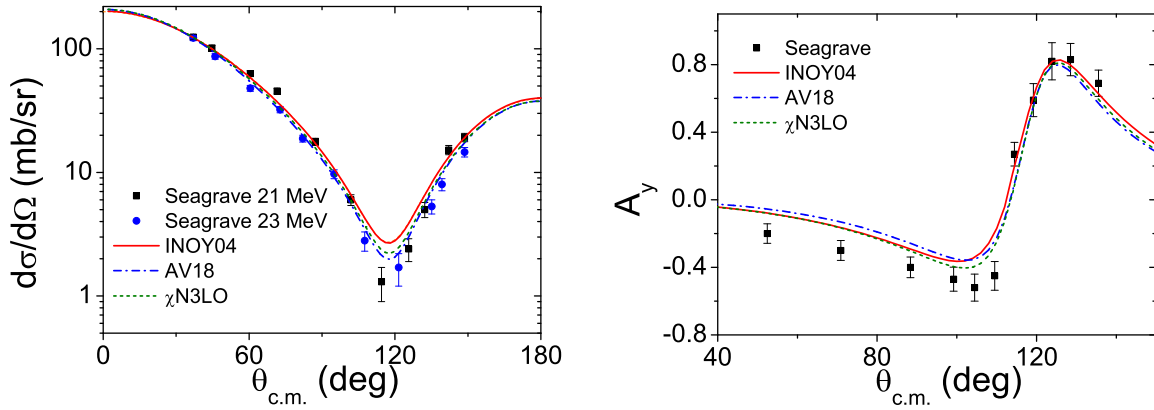 dσ/dΩ (mb/sr)
100
10
1
Seagrave 21 MeV
Seagrave 23 MeV
INOY04
AV18
χN3LO
0 60 120 180
θc.m. (deg)
Ay
0.8
0.4
0.0
-0.4
-0.8
Seagrave
INOY04
AV18
χN3LO
40 80 120
θc.m. (deg)